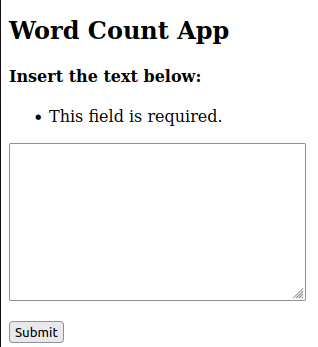 Word Count App
Insert the text below:
• This field is required.
Submit